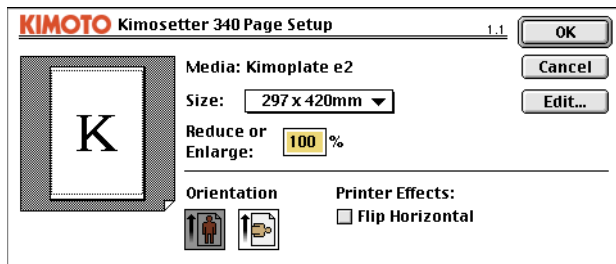 KIMOTO Kimosetter 340 Page Setup 1.1 OK
Media: Kimoplate e2 Cancel
Size: 297 x 420mm Edit...
Reduce or
Enlarge: 100 %
K
Orientation Printer Effects:
Flip Horizontal